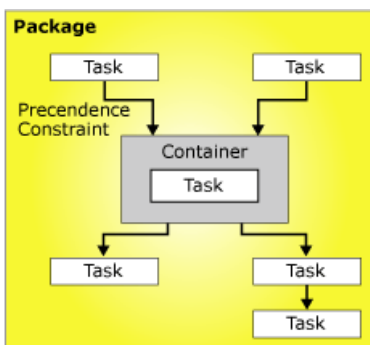 Package
Task
Task
Precendence
Constraint
Container
Task
Task
Task
Task